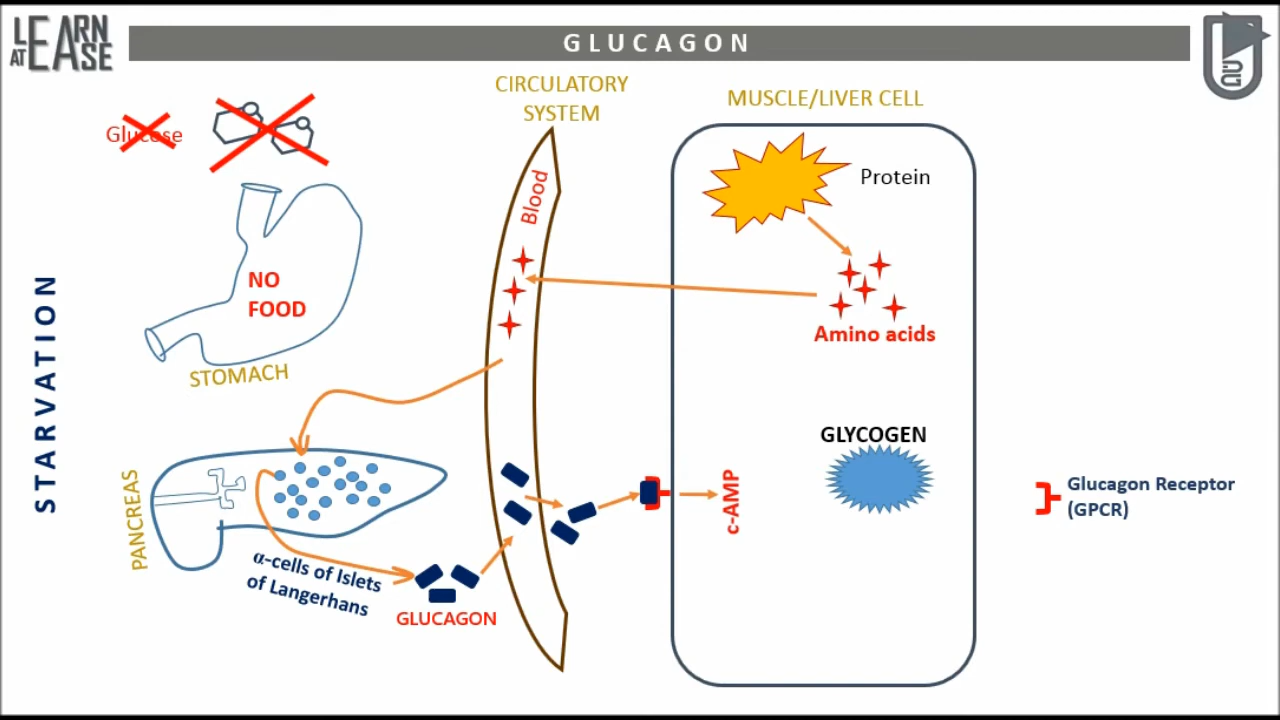 LEARN
AT EASE
GLUCAGON
CIRCULATORY
SYSTEM
MUSCLE/LIVER CELL
Glucose
Protein
Blood
NO
FOOD
STOMACH
STARVATION
Amino acids
GLYCOGEN
PANCREAS
c-AMP
Glucagon Receptor
(GPCR)
α-cells of Islets
of Langerhans
GLUCAGON